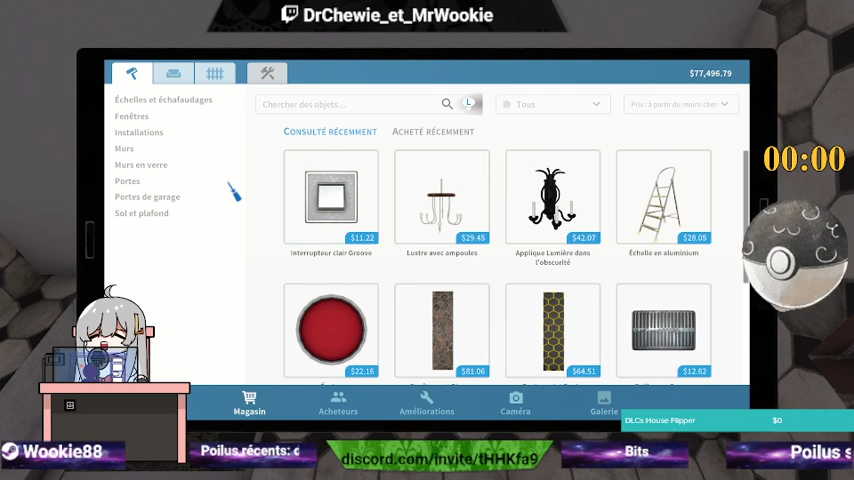 DrChewie_et_MrWookie
$77,496.79
Échelles et échafaudages
Fenêtres
Installations
Murs
Murs en verre
Portes
Portes de garage
Sol et plafond
Chercher des objets...
L
Tous
Prix : à partir du moins cher
Consulté récemment
Acheté récemment
$11.22
Interrupteur clair Groove
$29.45
Lustre avec ampoules
$42.07
Applique Lumière dans l'obscurité
$28.05
Échelle en aluminium
$22.16
$81.06
$64.51
$12.62
00:00
Magasin
Acheteurs
Améliorations
Caméra
Galerie
DLCs House Flipper
$0
Wookie88
Poilus récents:
discord.com/invite/tHHKfa9
- Bits
Poilus